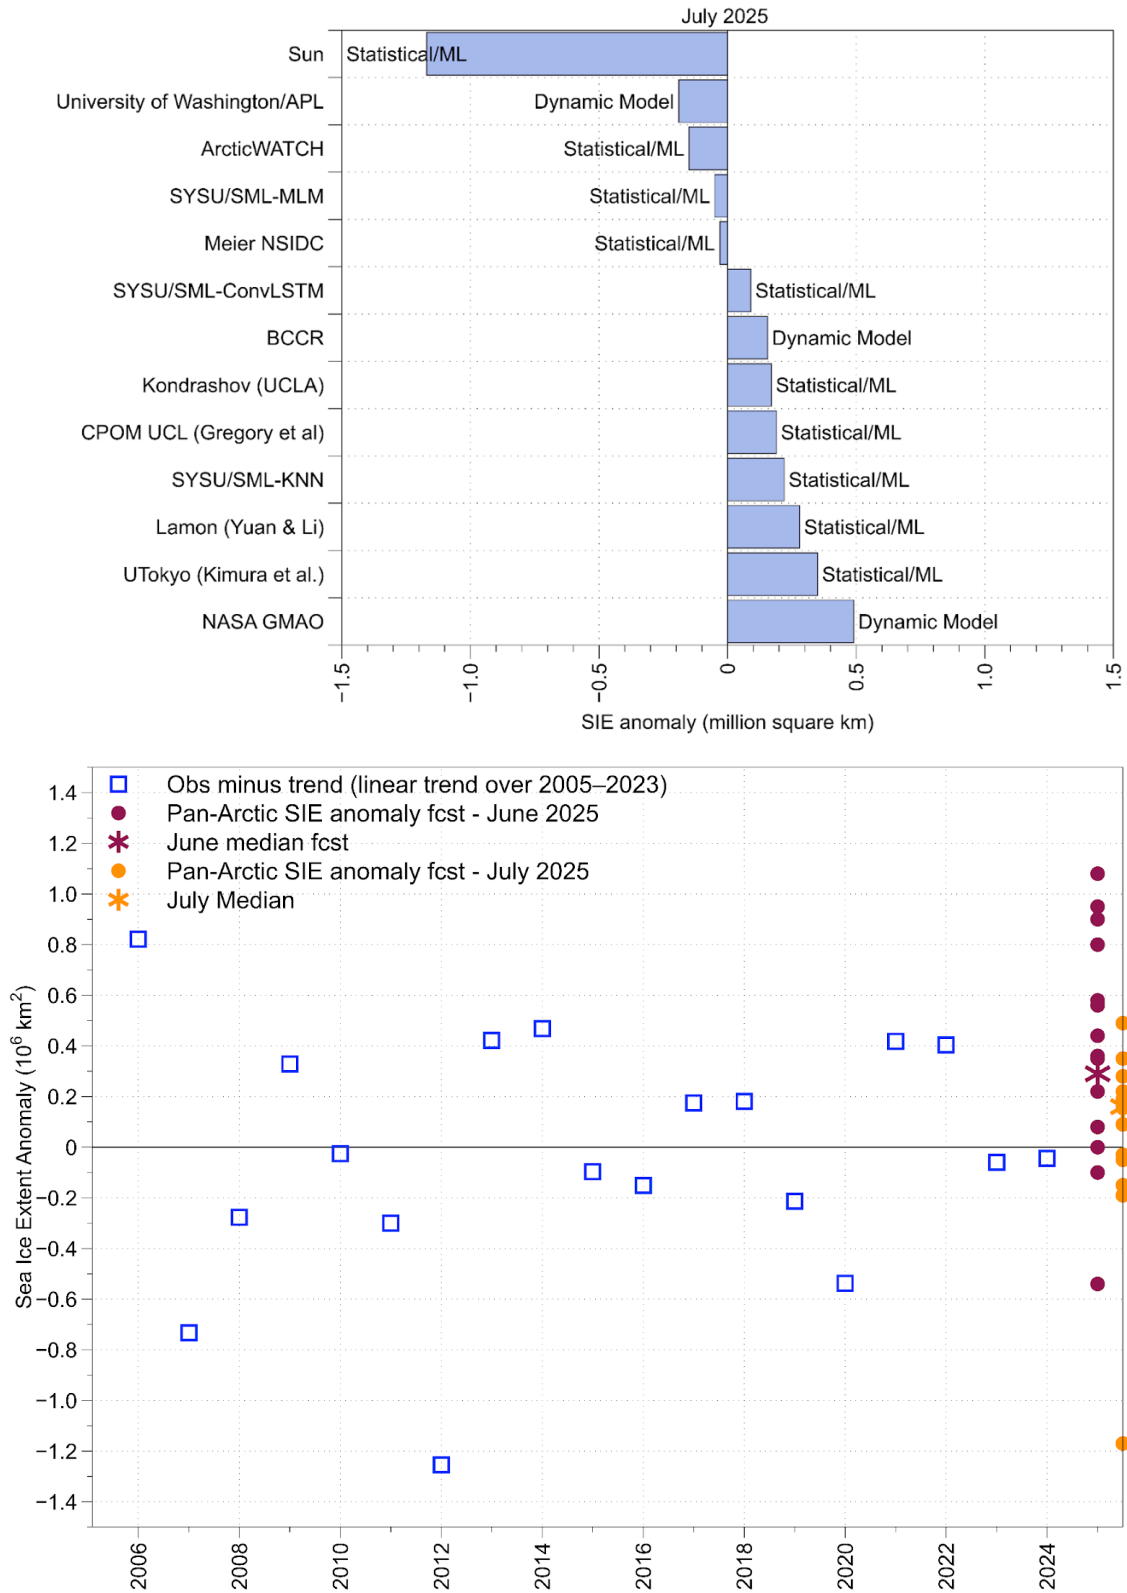 July 2025
Sun Statistical/ML
University of Washington/APL Dynamic Model
ArcticWATCH Statistical/ML
SYSU/SML-MLM Statistical/ML
Meier NSIDC Statistical/ML
SYSU/SML-ConvLSTM Statistical/ML
BCCR Dynamic Model
Kondrashov (UCLA) Statistical/ML
CPOM UCL (Gregory et al) Statistical/ML
SYSU/SML-KNN Statistical/ML
Lamon (Yuan & Li) Statistical/ML
UTokyo (Kimura et al.) Statistical/ML
NASA GMAO Dynamic Model
−1.5 −1.0 −0.5 0 0.5 1.0 1.5
SIE anomaly (million square km)
Obs minus trend (linear trend over 2005–2023)
Pan-Arctic SIE anomaly fcst - June 2025
June median fcst
Pan-Arctic SIE anomaly fcst - July 2025
July Median
Sea Ice Extent Anomaly (10⁶ km²)
1.4
1.2
1.0
0.8
0.6
0.4
0.2
0
−0.2
−0.4
−0.6
−0.8
−1.0
−1.2
−1.4
2006 2008 2010 2012 2014 2016 2018 2020 2022 2024